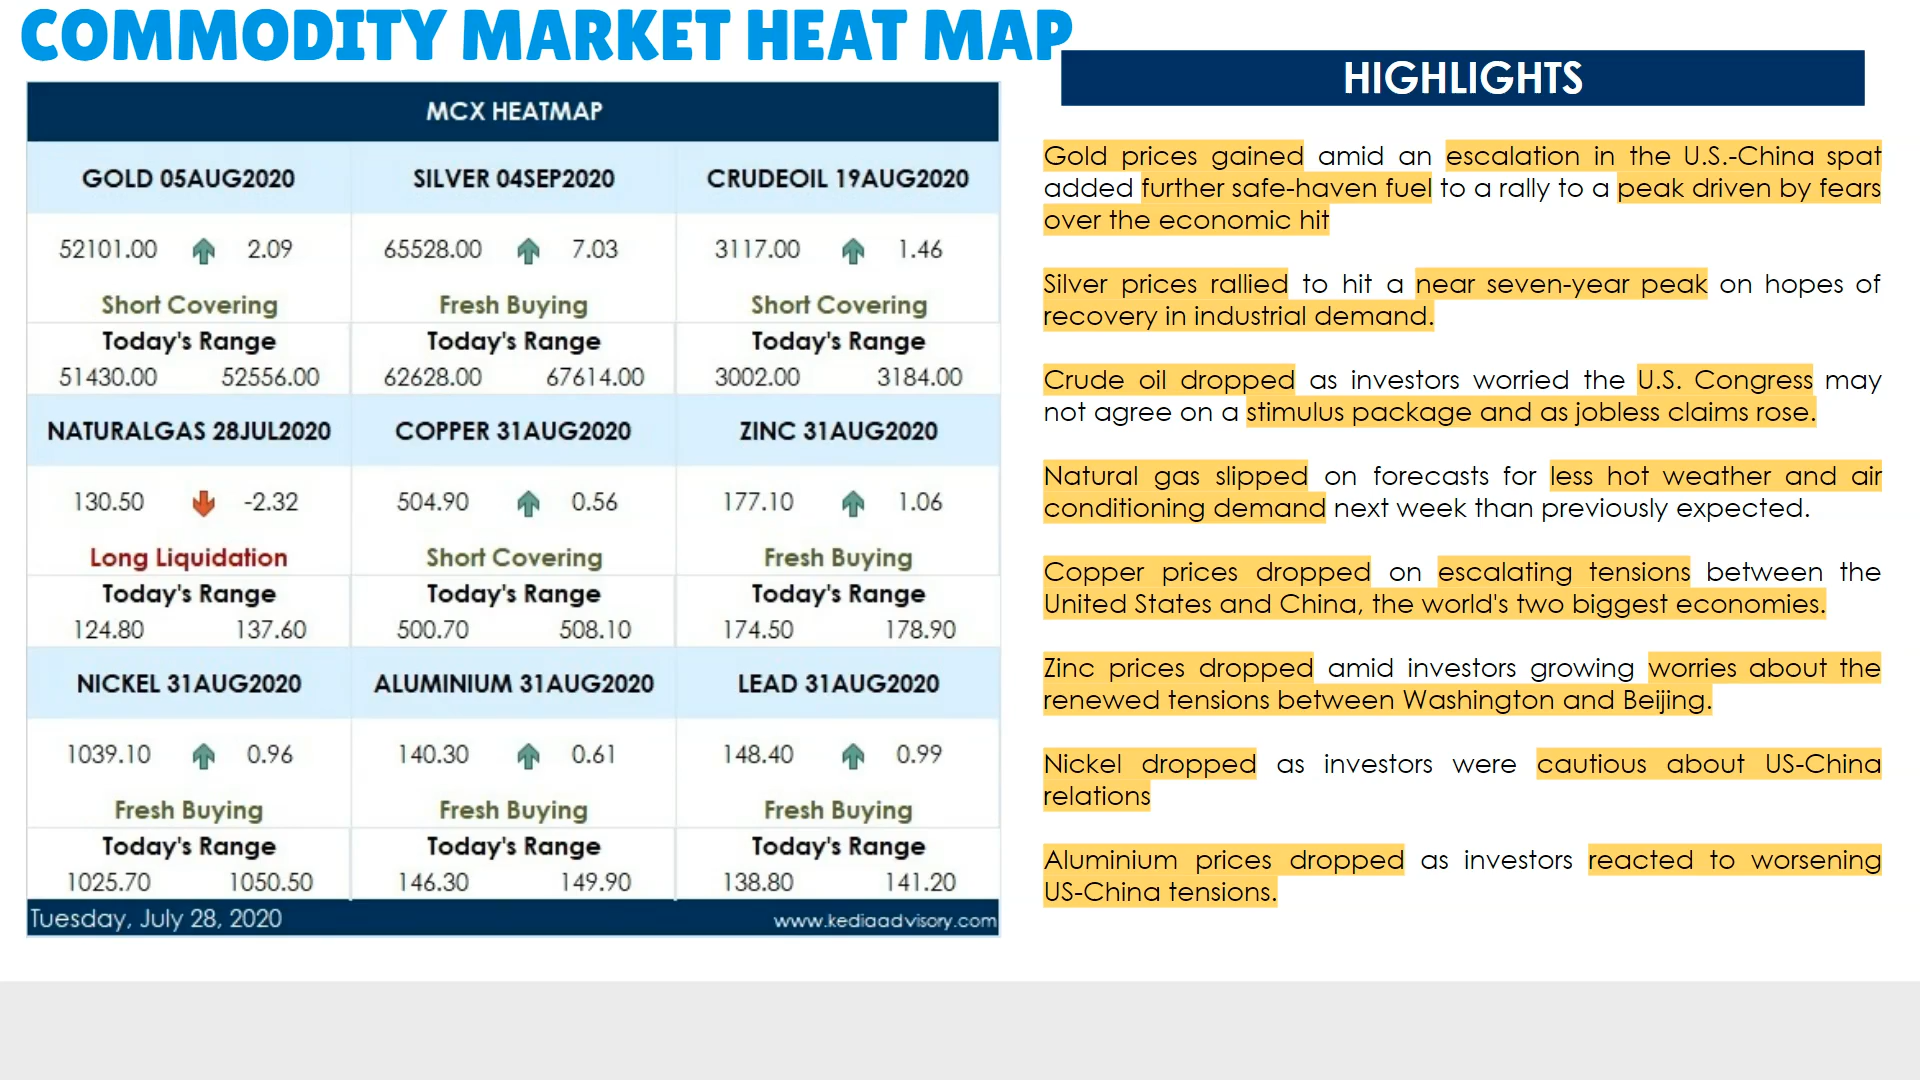 COMMODITY MARKET HEAT MAP
MCX HEATMAP
GOLD 05AUG2020 SILVER 04SEP2020 CRUDEOIL 19AUG2020
52101.00 2.09 65528.00 7.03 3117.00 1.46
Short Covering Fresh Buying Short Covering
Today's Range Today's Range Today's Range
51430.00 52556.00 62628.00 67614.00 3002.00 3184.00
NATURALGAS 28JUL2020 COPPER 31AUG2020 ZINC 31AUG2020
130.50 -2.32 504.90 0.56 177.10 1.06
Long Liquidation Short Covering Fresh Buying
Today's Range Today's Range Today's Range
124.80 137.60 500.70 508.10 174.50 178.90
NICKEL 31AUG2020 ALUMINIUM 31AUG2020 LEAD 31AUG2020
1039.10 0.96 140.30 0.61 148.40 0.99
Fresh Buying Fresh Buying Fresh Buying
Today's Range Today's Range Today's Range
1025.70 1050.50 146.30 149.90 138.80 141.20
Tuesday, July 28, 2020 www.kediaadvisory.com
HIGHLIGHTS
Gold prices gained amid an escalation in the U.S.-China spat
added further safe-haven fuel to a rally to a peak driven by fears
over the economic hit
Silver prices rallied to hit a near seven-year peak on hopes of
recovery in industrial demand.
Crude oil dropped as investors worried the U.S. Congress may
not agree on a stimulus package and as jobless claims rose.
Natural gas slipped on forecasts for less hot weather and air
conditioning demand next week than previously expected.
Copper prices dropped on escalating tensions between the
United States and China, the world's two biggest economies.
Zinc prices dropped amid investors growing worries about the
renewed tensions between Washington and Beijing.
Nickel dropped as investors were cautious about US-China
relations
Aluminium prices dropped as investors reacted to worsening
US-China tensions.